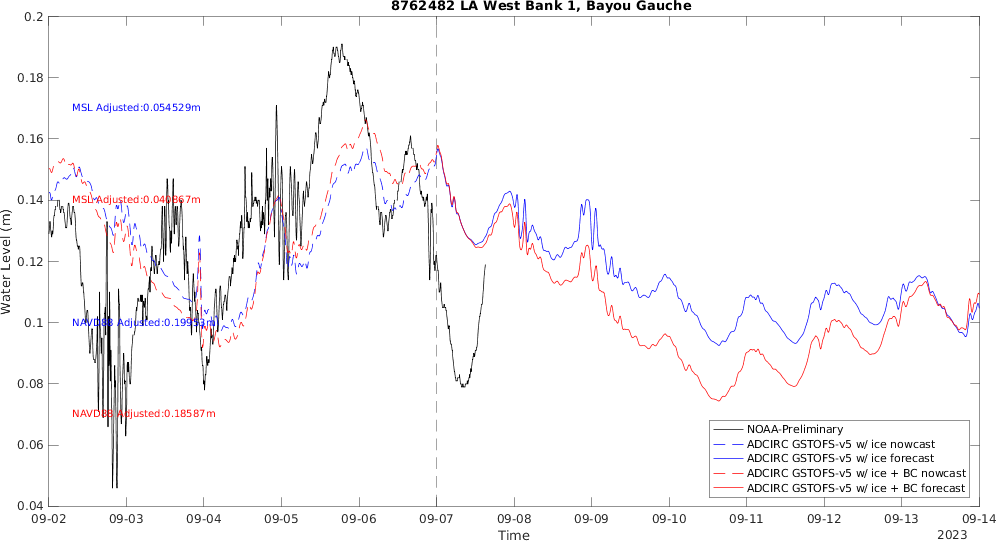 8762482 LA West Bank 1, Bayou Gauche
0.2
0.18
0.16
0.14
0.12
0.1
0.08
0.06
0.04
Water Level (m)
MSL Adjusted:0.054529m
MSL Adjusted:0.040867m
NAVD88 Adjusted:0.19953m
NAVD88 Adjusted:0.18587m
NOAA-Preliminary
ADCIRC GSTOFS-v5 w/ ice nowcast
ADCIRC GSTOFS-v5 w/ ice forecast
ADCIRC GSTOFS-v5 w/ ice + BC nowcast
ADCIRC GSTOFS-v5 w/ ice + BC forecast
09-02 09-03 09-04 09-05 09-06 09-07 09-08 09-09 09-10 09-11 09-12 09-13 09-14
Time
2023